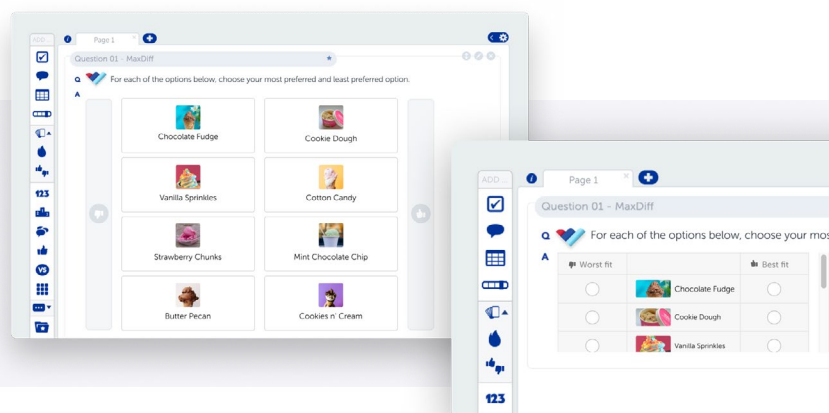 ADD ...
Page 1
Question 01 - MaxDiff
*
Q
For each of the options below, choose your most preferred and least preferred option.
A
Chocolate Fudge
Cookie Dough
Vanilla Sprinkles
Cotton Candy
Strawberry Chunks
Mint Chocolate Chip
Butter Pecan
Cookies n' Cream
123
VS
ADD ...
Page 1
Question 01 - MaxDiff
Q
For each of the options below, choose your mos
A
Worst fit
Best fit
Chocolate Fudge
Cookie Dough
Vanilla Sprinkles
123